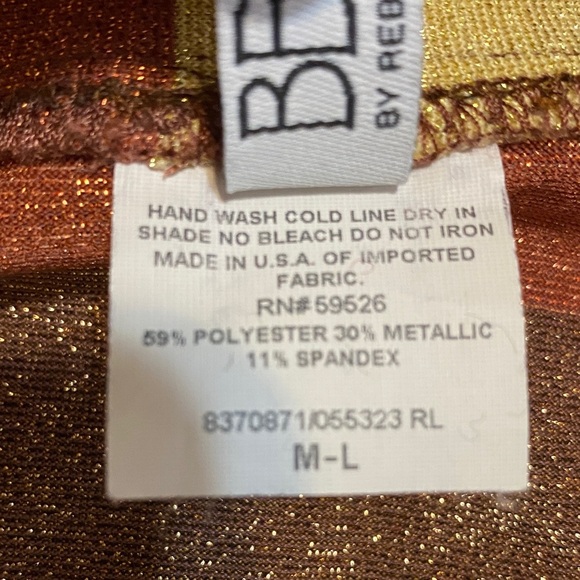 BY REB
HAND WASH COLD LINE DRY IN
SHADE NO BLEACH DO NOT IRON
MADE IN U.S.A. OF IMPORTED
FABRIC.
RN#59526
59% POLYESTER 30% METALLIC
11% SPANDEX
8370871/055323 RL
M-L